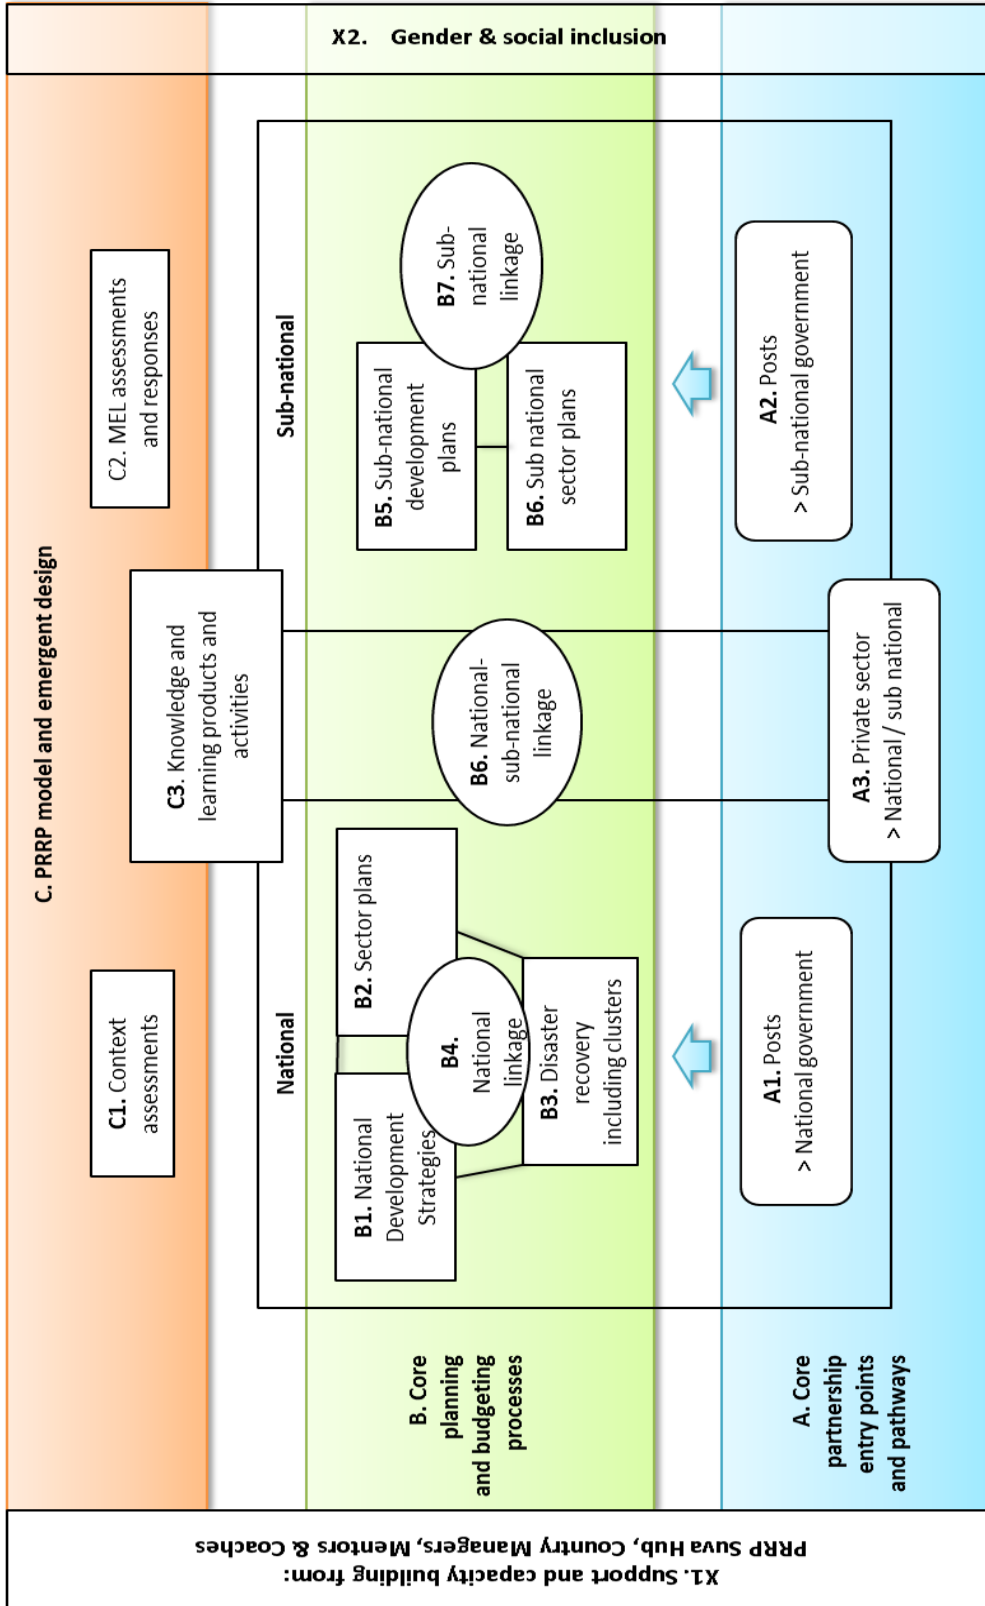 C. PRRP model and emergent design
C1. Context
assessments
C3. Knowledge and
learning products and
activities
C2. MEL assessments
and responses
National
Sub-national
B. Core
planning
and budgeting
processes
B1. National
Development
Strategies
B2. Sector plans
B4.
National
linkage
B3. Disaster
recovery
including clusters
B6. National-
sub-national
linkage
B5. Sub-national
development
plans
B6. Sub national
sector plans
B7. Sub-
national
linkage
A. Core
partnership
entry points
and pathways
A1. Posts
> National government
A3. Private sector
> National / sub national
A2. Posts
> Sub-national government
X1. Support and capacity building from:
PRRP Suva Hub, Country Managers, Mentors & Coaches
X2. Gender & social inclusion